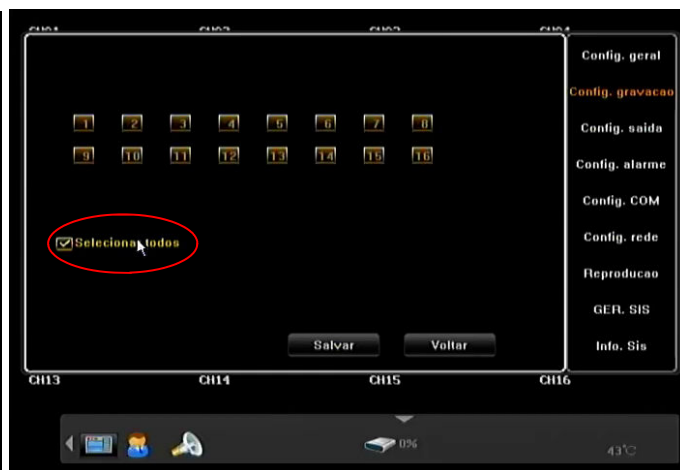 Config. geral
Config. gravacao
1 2 3 4 5 6 7 8
Config. saida
9 10 11 12 13 14 15 16
Config. alarme
Config. COM
Selecionar todos
Config. rede
Reproducao
GER. SIS
Salvar Voltar
Info. Sis
CH13 CH14 CH15 CH16
0%
43°C